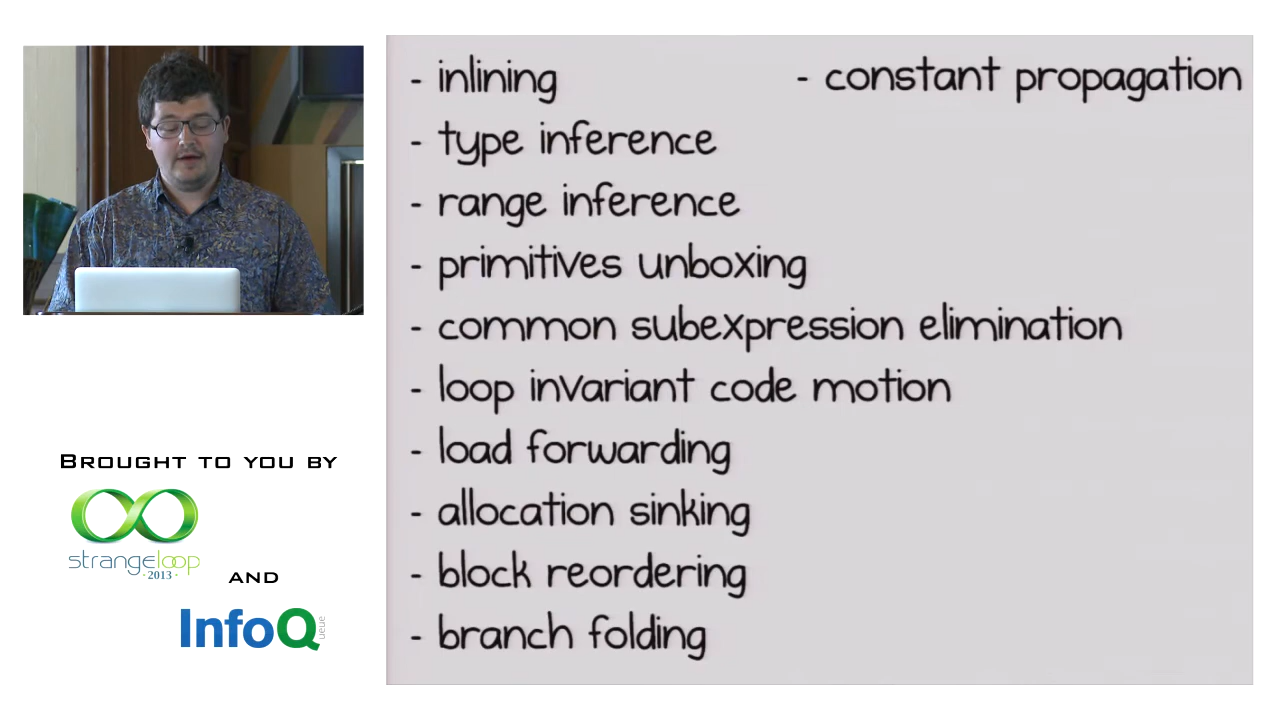 - inlining
- constant propagation
- type inference
- range inference
- primitives unboxing
- common subexpression elimination
- loop invariant code motion
- load forwarding
- allocation sinking
- block reordering
- branch folding
BROUGHT TO YOU BY
strangeloop
·2013·
AND
InfoQ
ueue